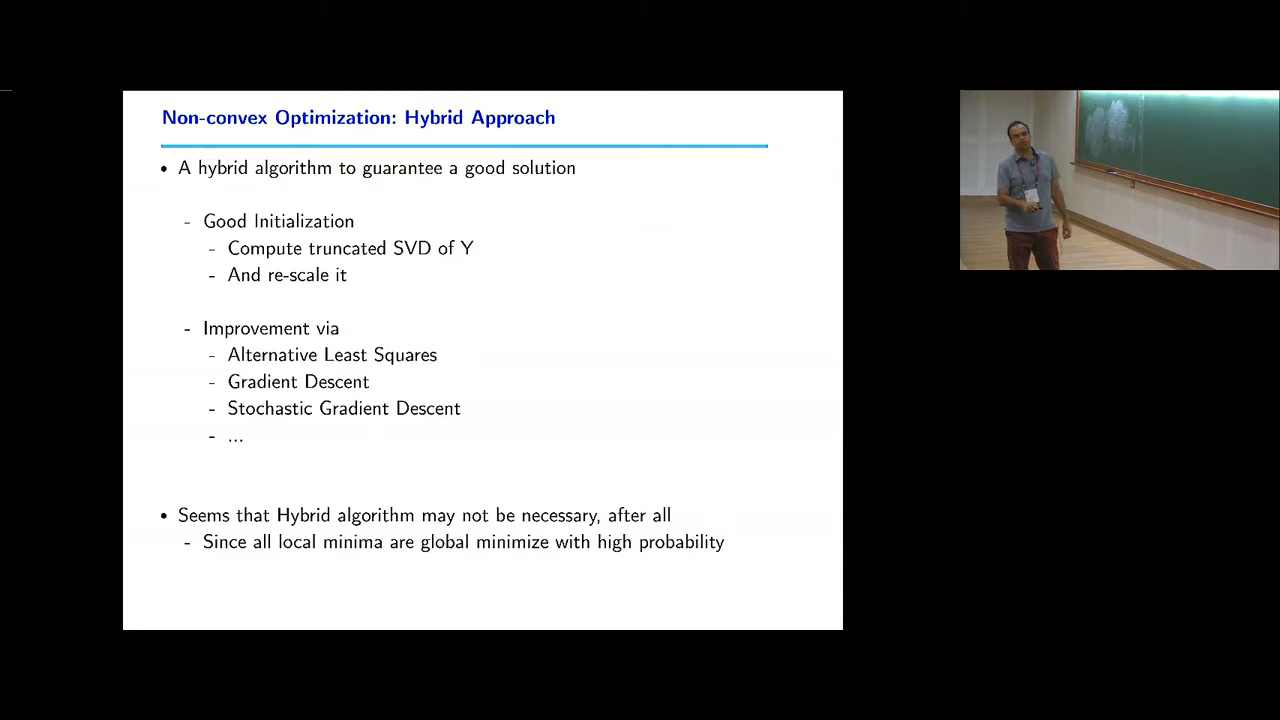 Non-convex Optimization: Hybrid Approach
• A hybrid algorithm to guarantee a good solution
- Good Initialization
- Compute truncated SVD of Y
- And re-scale it
- Improvement via
- Alternative Least Squares
- Gradient Descent
- Stochastic Gradient Descent
- ...
• Seems that Hybrid algorithm may not be necessary, after all
- Since all local minima are global minimize with high probability